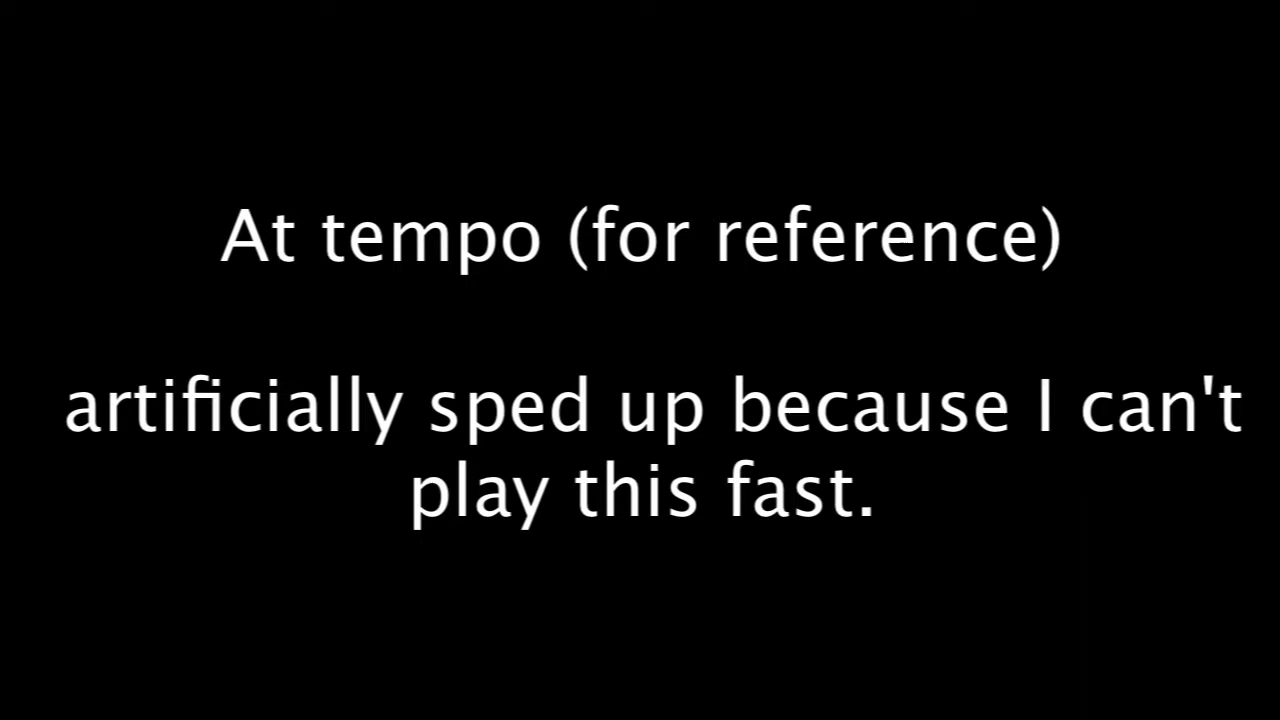 At tempo (for reference)
artificially sped up because I can't
play this fast.